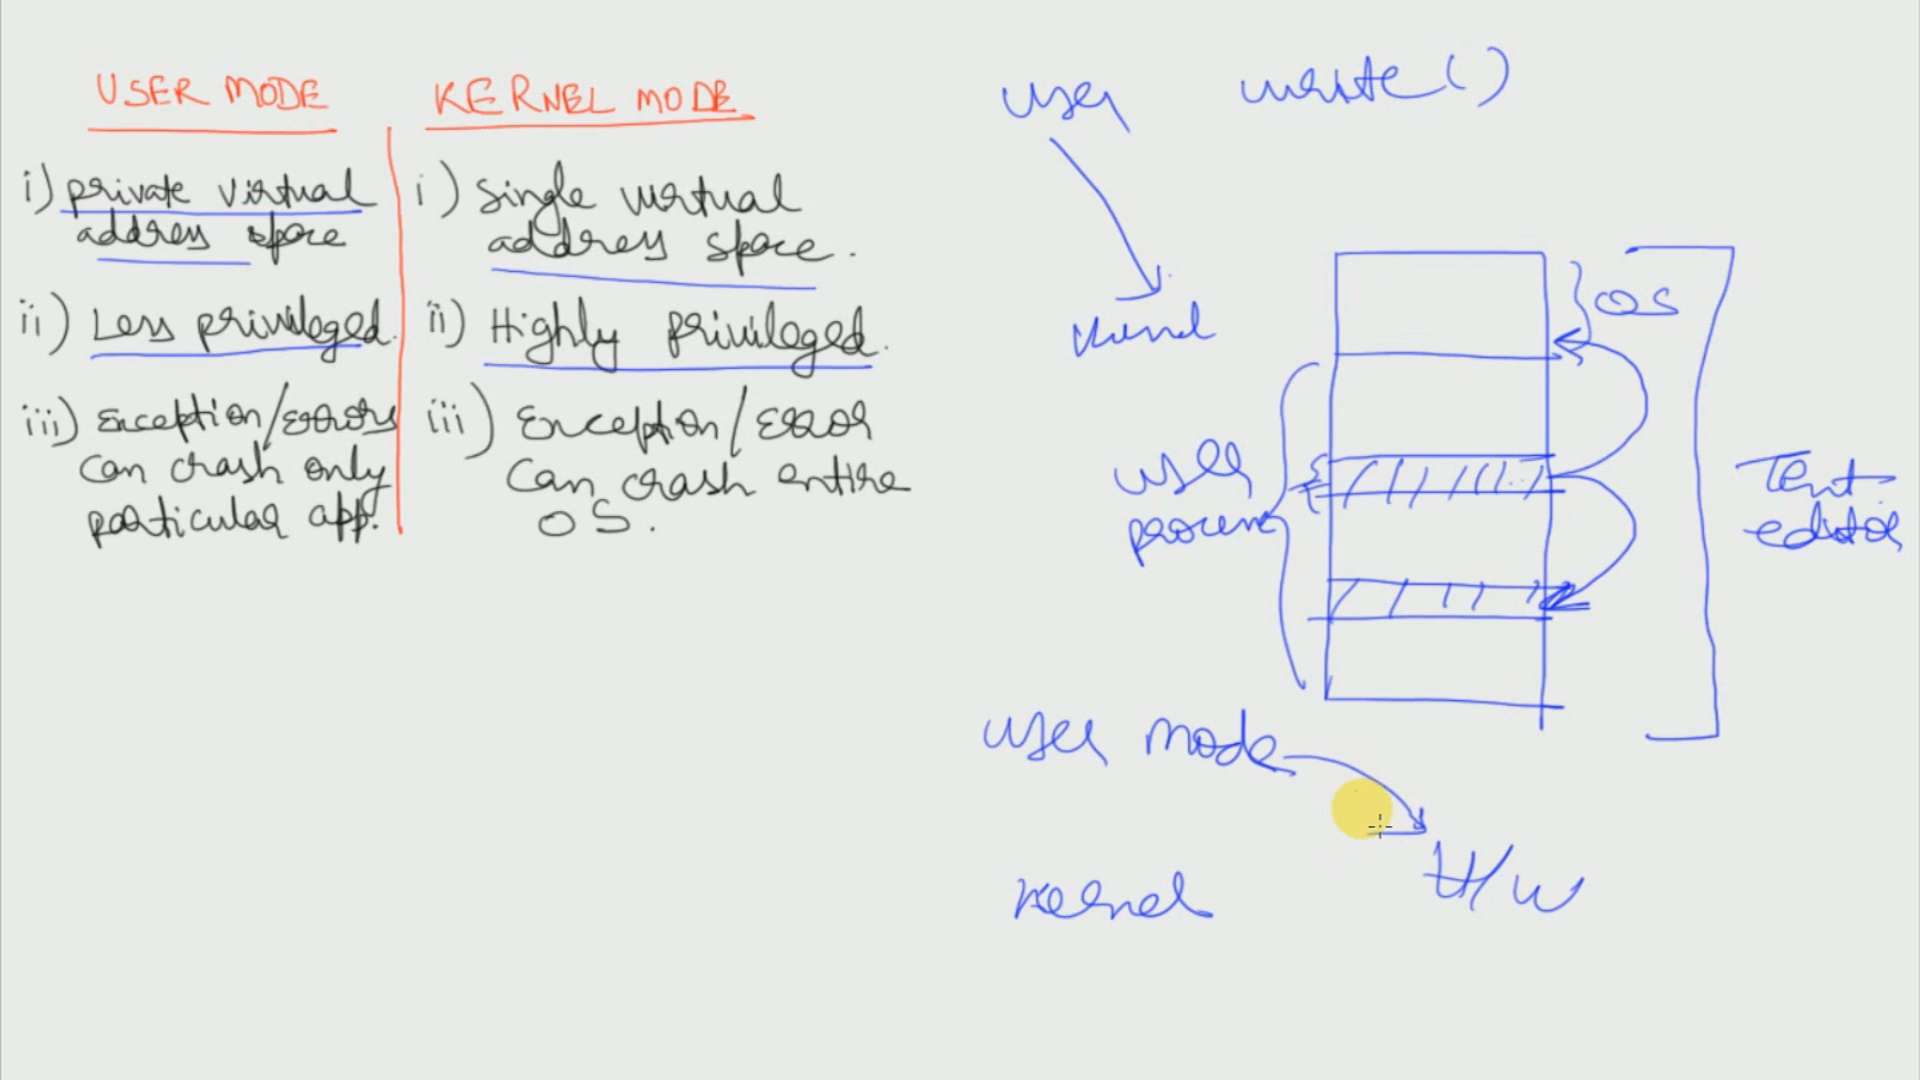 USER MODE
i) private virtual
address space
ii) Less privileged.
iii) Exception/Errors
can crash only
particular app.
KERNEL MODE
i) single virtual
address space.
ii) Highly privileged.
iii) Exception/Error
can crash entire
OS.
user
write()
OS
user
Text
editor
user mode
H/W
kernel